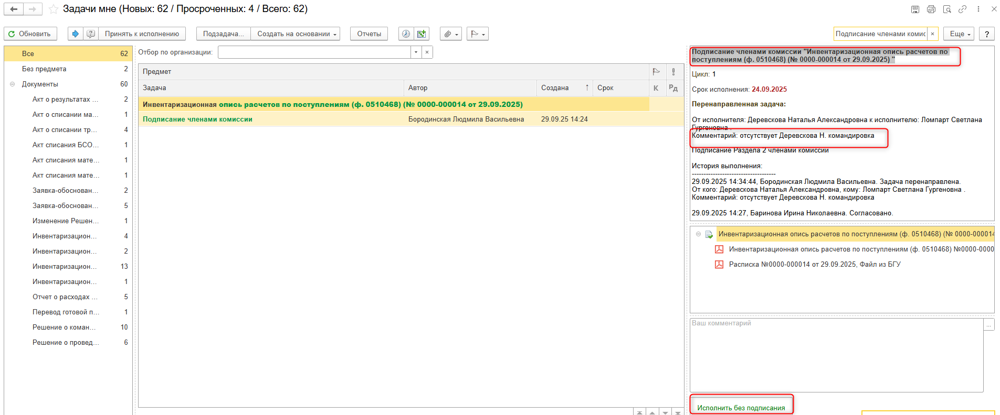 Задачи мне (Новых: 62 / Просроченных: 4 / Всего: 62)
Обновить
Принять к исполнению
Подзадача...
Создать на основании
Отчеты
Подписание членами комис
×
Еще
?
Все 62
Без предмета 2
Документы 60
Акт о результатах ... 2
Акт о списании ма... 1
Акт о списании тр... 4
Акт списания БСО... 1
Акт списания мате... 1
Акт списания мате... 1
Заявка-обоснован... 2
Заявка-обоснован... 5
Изменение Решен... 1
Инвентаризацион... 4
Инвентаризацион... 2
Инвентаризацион... 13
Инвентаризацион... 1
Отчет о расходах ... 5
Перевод готовой п... 1
Решение о коман... 10
Решение о провед... 6
Отбор по организации:
Предмет
Задача Автор Создана ↑ Срок К Рд
Инвентаризационная опись расчетов по поступлениям (ф. 0510468) (№ 0000-000014 от 29.09.2025)
Подписание членами комиссии Бородинская Людмила Васильевна 29.09.25 14:24
Подписание членами комиссии "Инвентаризационная опись расчетов по
поступлениям (ф. 0510468) (№ 0000-000014 от 29.09.2025) "
Цикл: 1
Срок исполнения: 24.09.2025
Перенаправленная задача:
От исполнителя: Деревскова Наталья Александровна к исполнителю: Ломпарт Светлана
Гургеновна .
Комментарий: отсутствует Деревскова Н. командировка
Подписание Раздела 2 членами комиссии
История выполнения:
------------------------------------
29.09.2025 14:34:44, Бородинская Людмила Васильевна. Задача перенаправлена.
От кого: Деревскова Наталья Александровна, кому: Ломпарт Светлана Гургеновна .
Комментарий: отсутствует Деревскова Н. командировка
29.09.2025 14:27, Баринова Ирина Николаевна. Согласовано.
Инвентаризационная опись расчетов по поступлениям (ф. 0510468) (№ 0000-000014
Инвентаризационная опись расчетов по поступлениям (ф. 0510468) №0000-0000
Расписка №0000-000014 от 29.09.2025, Файл из БГУ
Ваш комментарий
...
Исполнить без подписания